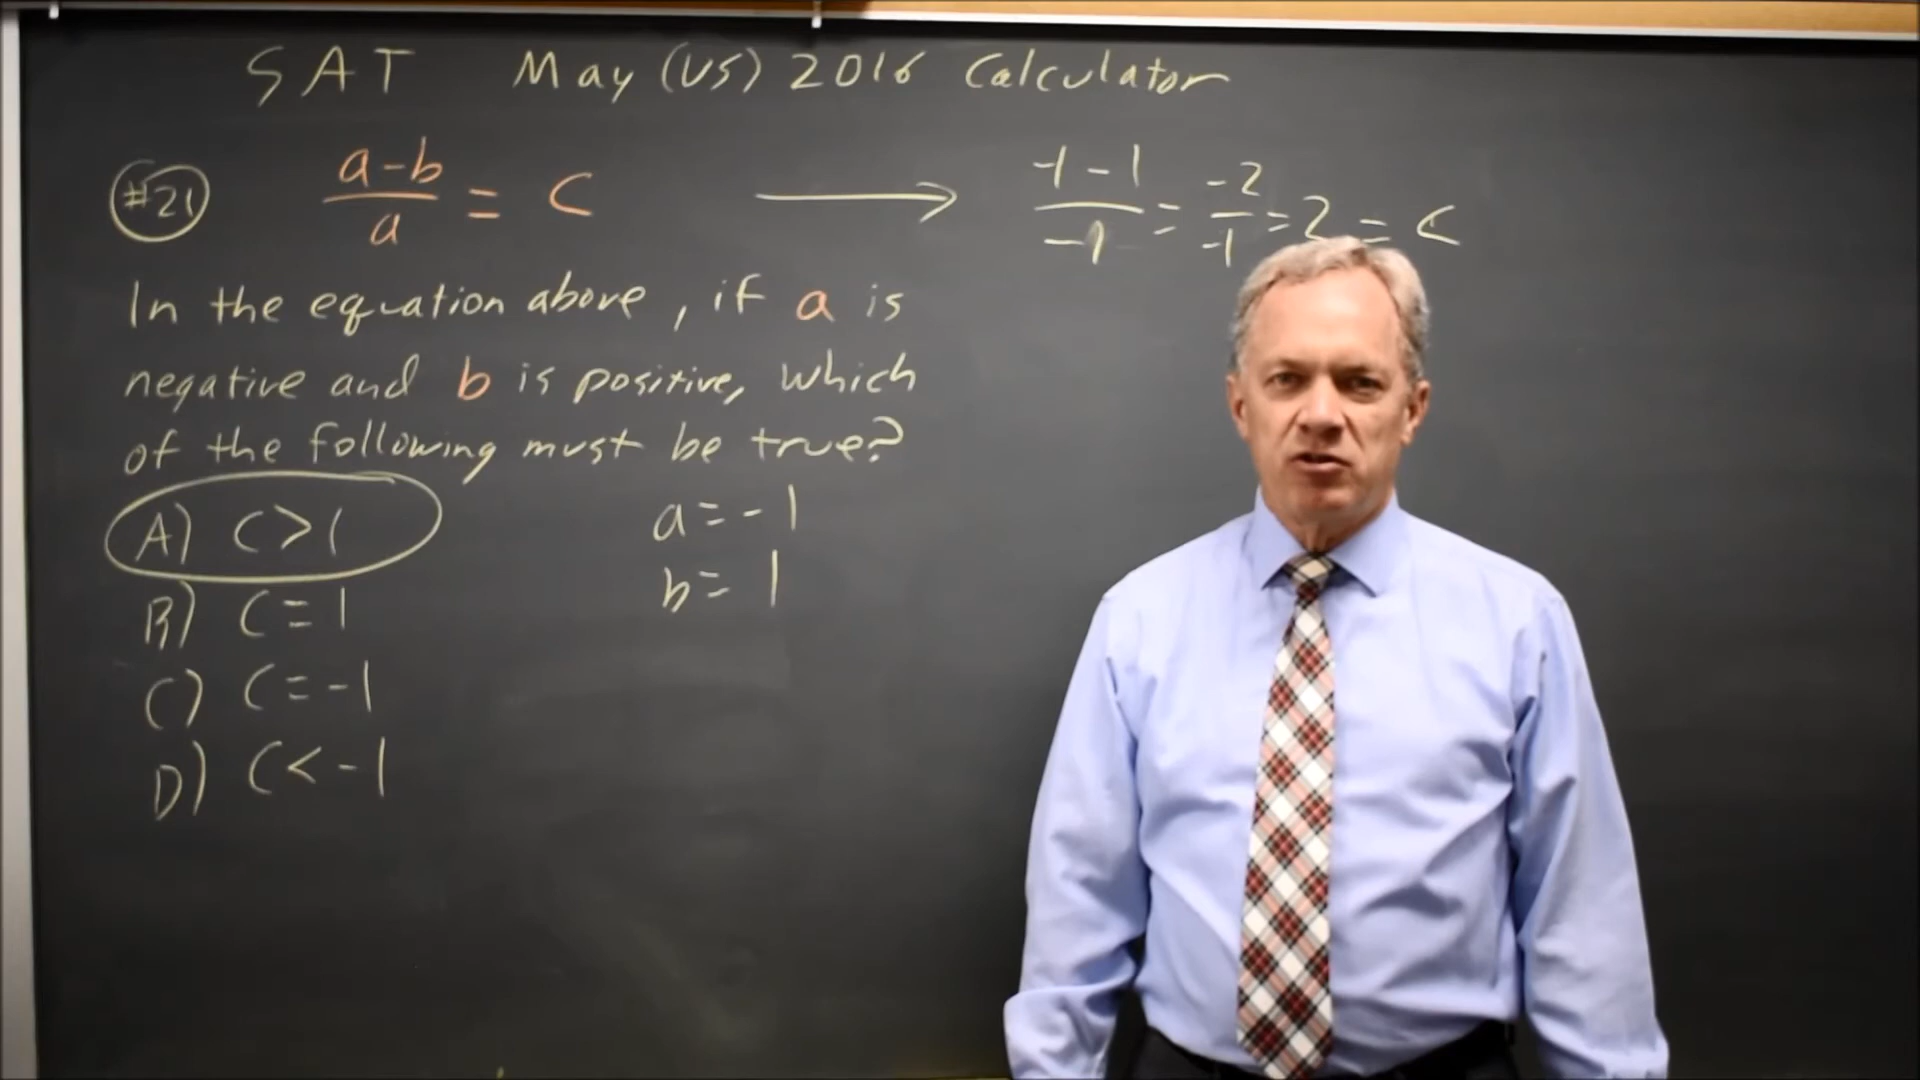 SAT May (US) 2016 Calculator
#21 (a-b)/a = C → (-1-1)/-1 = -2/-1 = 2 = C
In the equation above, if a is
negative and b is positive, which
of the following must be true?
A) C>1
a=-1
B) C=1
b=1
C) C=-1
D) C<-1